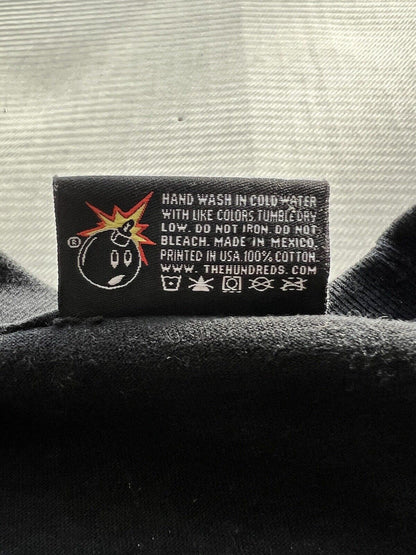 HAND WASH IN COLD WATER
WITH LIKE COLORS. TUMBLE DRY
LOW. DO NOT IRON. DO NOT
BLEACH. MADE IN MEXICO.
PRINTED IN USA. 100% COTTON.
WWW. THEHUNDREDS. COM
®